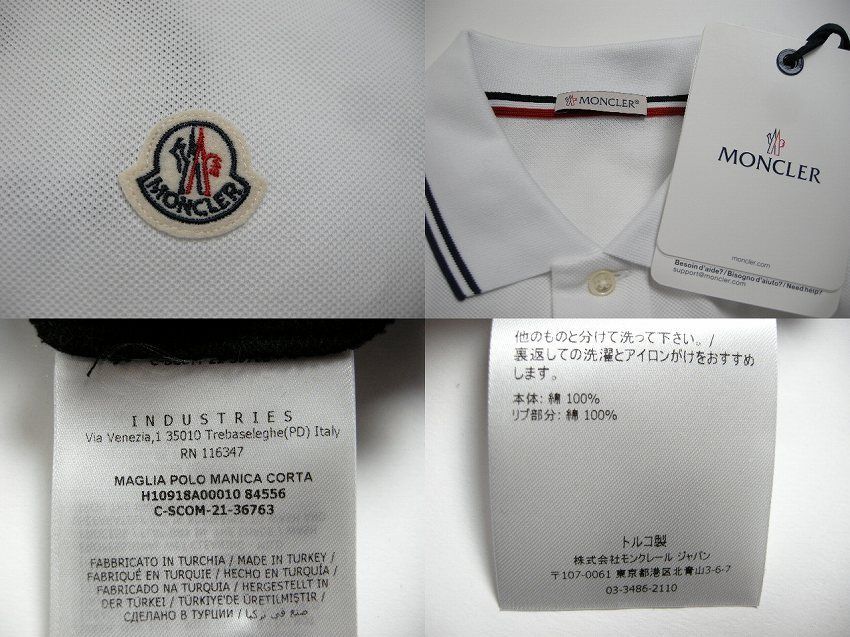 MONCLER
MONCLER®
MONCLER
moncler.com
Besoin d'aide? / Bisogno d'aiuto? / Need help?
support@moncler.com
INDUSTRIES
Via Venezia,1 35010 Trebaseleghe(PD) Italy
RN 116347
MAGLIA POLO MANICA CORTA
H10918A00010 84556
C-SCOM-21-36763
FABBRICATO IN TURCHIA / MADE IN TURKEY /
FABRIQUÉ EN TURQUIE / HECHO EN TURQUÍA /
FABRICADO NA TURQUIA / HERGESTELLT IN
DER TÜRKEI / TÜRKİYE'DE ÜRETİLMİŞTİR /
СДЕЛАНО В ТУРЦИИ / صنع في تركيا
他のものと分けて洗って下さい。/
裏返しての洗濯とアイロンがけをおすすめ
します。
本体: 綿 100%
リブ部分: 綿 100%
トルコ製
株式会社モンクレール ジャパン
〒107-0061 東京都港区北青山3-6-7
03-3486-2110